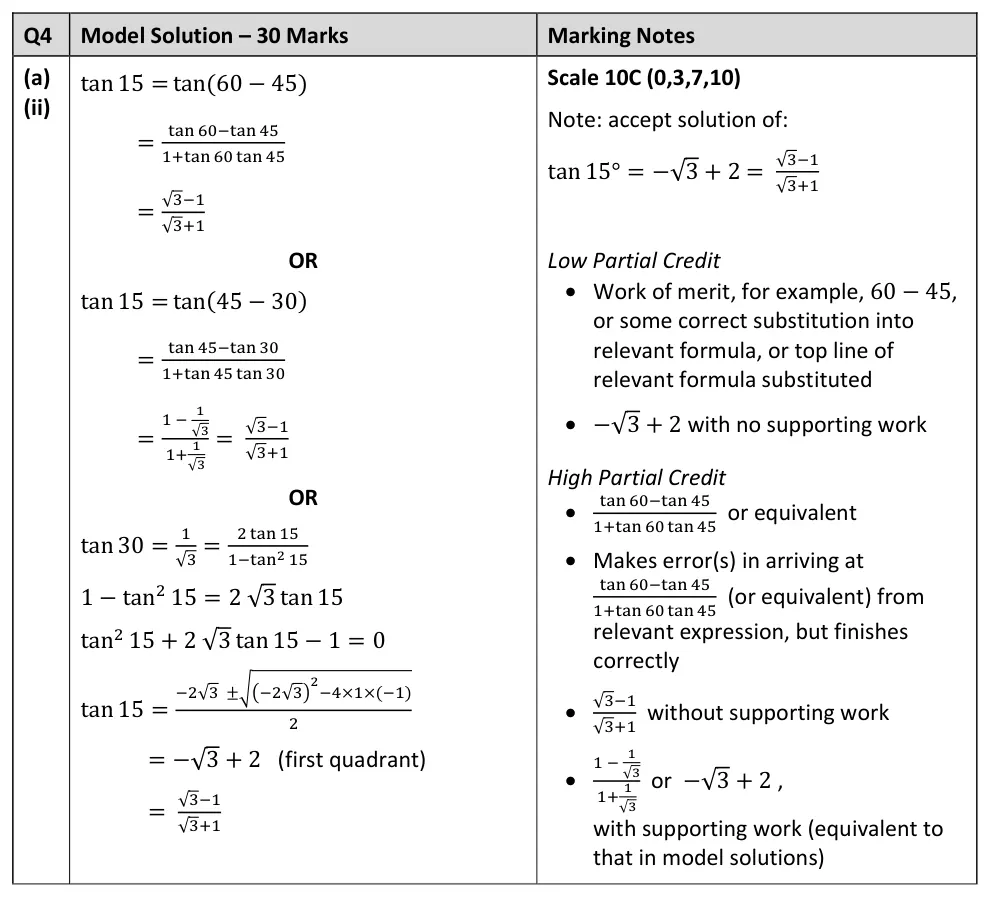 Q4 Model Solution – 30 Marks Marking Notes
(a)
(ii)
tan 15 = tan(60 − 45)
= (tan 60−tan 45)/(1+tan 60 tan 45)
= (√3−1)/(√3+1)
OR
tan 15 = tan(45 − 30)
= (tan 45−tan 30)/(1+tan 45 tan 30)
= (1 − 1/√3)/(1+1/√3) = (√3−1)/(√3+1)
OR
tan 30 = 1/√3 = (2 tan 15)/(1−tan² 15)
1 − tan² 15 = 2 √3 tan 15
tan² 15 + 2 √3 tan 15 − 1 = 0
tan 15 = (−2√3 ±√((−2√3)²−4×1×(−1)))/2
= −√3 + 2 (first quadrant)
= (√3−1)/(√3+1)
Scale 10C (0,3,7,10)
Note: accept solution of:
tan 15° = −√3 + 2 = (√3−1)/(√3+1)
Low Partial Credit
• Work of merit, for example, 60 − 45,
or some correct substitution into
relevant formula, or top line of
relevant formula substituted
• −√3 + 2 with no supporting work
High Partial Credit
• (tan 60−tan 45)/(1+tan 60 tan 45) or equivalent
• Makes error(s) in arriving at
(tan 60−tan 45)/(1+tan 60 tan 45) (or equivalent) from
relevant expression, but finishes
correctly
• (√3−1)/(√3+1) without supporting work
• (1 − 1/√3)/(1+1/√3) or −√3 + 2 ,
with supporting work (equivalent to
that in model solutions)